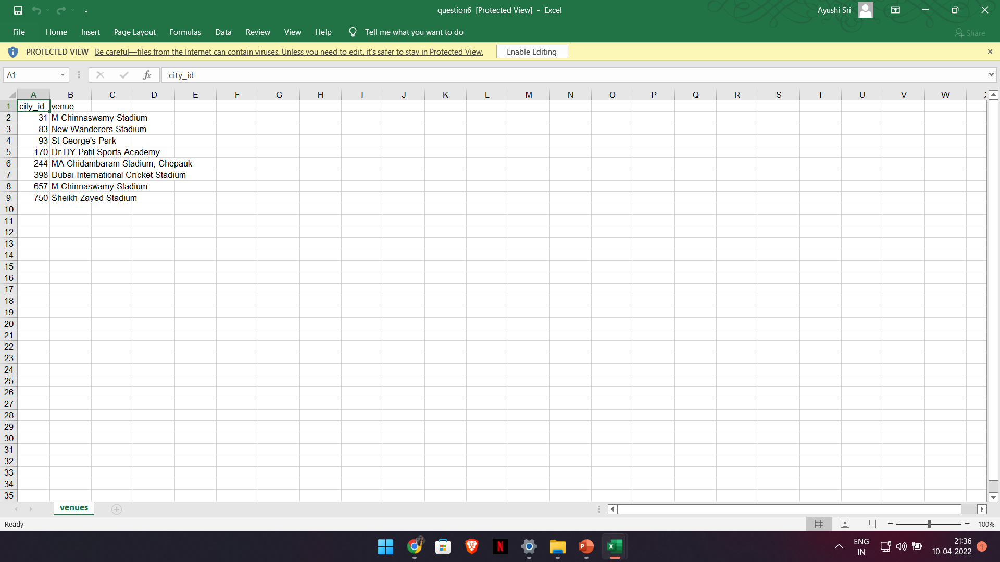 question6 [Protected View] - Excel
Ayushi Sri
File Home Insert Page Layout Formulas Data Review View Help Tell me what you want to do
Share
PROTECTED VIEW Be careful—files from the Internet can contain viruses. Unless you need to edit, it's safer to stay in Protected View. Enable Editing
A1 fx city_id
A B C D E F G H I J K L M N O P Q R S T U V W
1 city_id venue
2 31 M Chinnaswamy Stadium
3 83 New Wanderers Stadium
4 93 St George's Park
5 170 Dr DY Patil Sports Academy
6 244 MA Chidambaram Stadium, Chepauk
7 398 Dubai International Cricket Stadium
8 657 M.Chinnaswamy Stadium
9 750 Sheikh Zayed Stadium
10
11
12
13
14
15
16
17
18
19
20
21
22
23
24
25
26
27
28
29
30
31
32
33
34
35
venues
Ready
100%
ENG
IN
21:36
10-04-2022
1